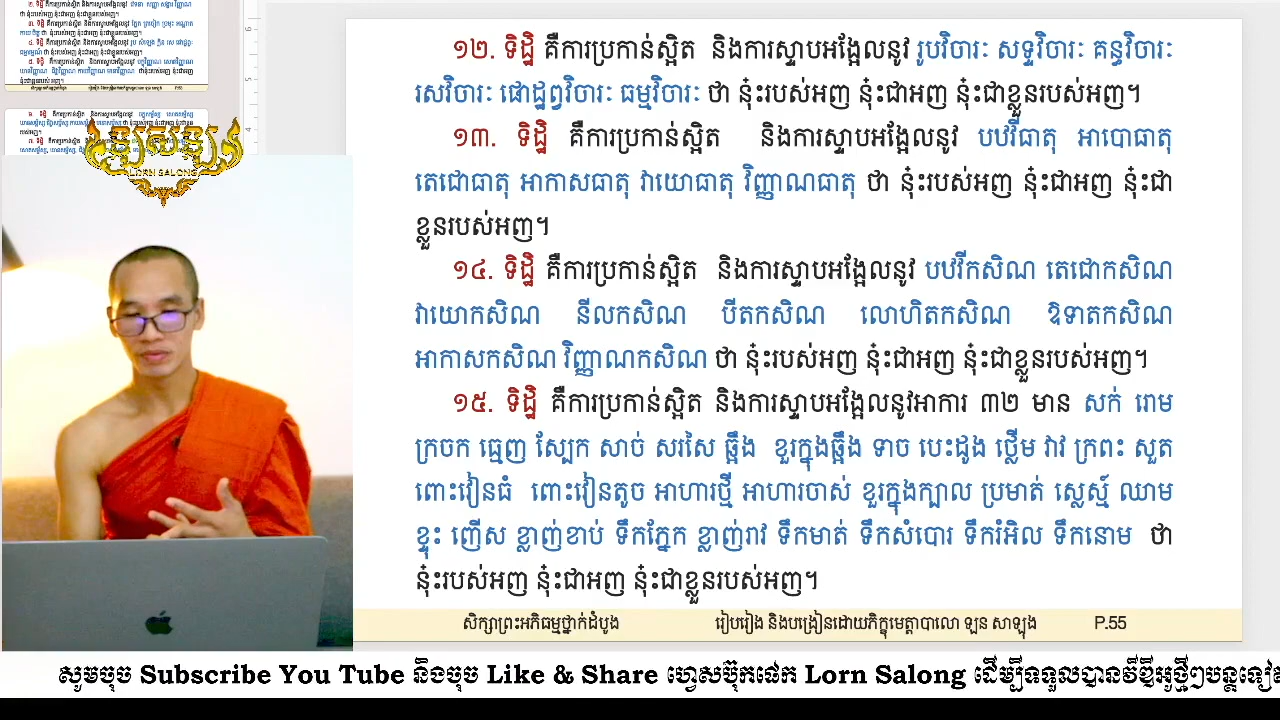 ១២. ទិដ្ឋិ គឺការប្រកាន់ស្អិត និងការស្ទាបអង្អែលនូវ រូបវិចារៈ សទ្ទវិចារៈ គន្ធវិចារៈ
រសវិចារៈ ផោដ្ឋព្វវិចារៈ ធម្មវិចារៈ ថា នុ៎ះរបស់អញ នុ៎ះជាអញ នុ៎ះជាខ្លួនរបស់អញ។
១៣. ទិដ្ឋិ គឺការប្រកាន់ស្អិត និងការស្ទាបអង្អែលនូវ បឋវីធាតុ អាបោធាតុ
តេជោធាតុ អាកាសធាតុ វាយោធាតុ វិញ្ញាណធាតុ ថា នុ៎ះរបស់អញ នុ៎ះជាអញ នុ៎ះជា
ខ្លួនរបស់អញ។
១៤. ទិដ្ឋិ គឺការប្រកាន់ស្អិត និងការស្ទាបអង្អែលនូវ បឋវីកសិណ តេជោកសិណ
វាយោកសិណ នីលកសិណ បីតកសិណ លោហិតកសិណ ឱទាតកសិណ
អាកាសកសិណ វិញ្ញាណកសិណ ថា នុ៎ះរបស់អញ នុ៎ះជាអញ នុ៎ះជាខ្លួនរបស់អញ។
១៥. ទិដ្ឋិ គឺការប្រកាន់ស្អិត និងការស្ទាបអង្អែលនូវអាការ ៣២ មាន សក់ រោម
ក្រចក ធ្មេញ ស្បែក សាច់ សរសៃ ឆ្អឹង ខួរក្នុងឆ្អឹង ទាច បេះដូង ថ្លើម វាវ ក្រពះ សួត
ពោះវៀនធំ ពោះវៀនតូច អាហារថ្មី អាហារចាស់ ខួរក្នុងក្បាល ប្រមាត់ ស្លេស្ម៍ ឈាម
ខ្ទុះ ញើស ខ្លាញ់ខាប់ ទឹកភ្នែក ខ្លាញ់រាវ ទឹកមាត់ ទឹកសំបោរ ទឹករំអិល ទឹកនោម ថា
នុ៎ះរបស់អញ នុ៎ះជាអញ នុ៎ះជាខ្លួនរបស់អញ។
សិក្សាព្រះអភិធម្មថ្នាក់ដំបូង រៀបរៀង និងបង្រៀនដោយភិក្ខុមេត្តាបាលោ ឡន សាឡុង P.55
LORN SALONG
សូមចុច Subscribe You Tube និងចុច Like & Share ហ្វេសប៊ុកផេក Lorn Salong ដើម្បីទទួលបានវីឌីអូថ្មីៗបន្តទៀត